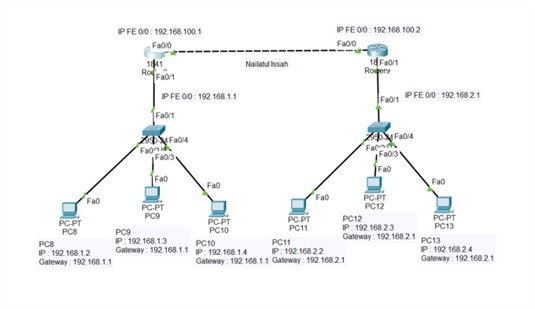 IP FE 0/0 : 192.168.100.1
IP FE 0/0 : 192.168.100.2
Fa0/0
Fa0/0
1841
Fa0/1
Nailatul Issah
18
Fa0/1
IP FE 0/0 : 192.168.1.1
IP FE 0/0 : 192.168.2.1
Fa0/1
Fa0/1
Fa0/4
Fa0/3
Fa0/4
Fa0/3
Fa0
Fa0
Fa0
Fa0
Fa0
Fa0
PC-PT
PC8
PC-PT
PC9
PC-PT
PC10
PC-PT
PC11
PC-PT
PC12
PC-PT
PC13
PC8
IP : 192.168.1.2
Gateway : 192.168.1.1
PC9
IP : 192.168.1.3
Gateway : 192.168.1.1
PC10
IP : 192.168.1.4
Gateway : 192.168.1.1
PC11
IP : 192.168.2.2
Gateway : 192.168.2.1
PC12
IP : 192.168.2.3
Gateway : 192.168.2.1
PC13
IP : 192.168.2.4
Gateway : 192.168.2.1